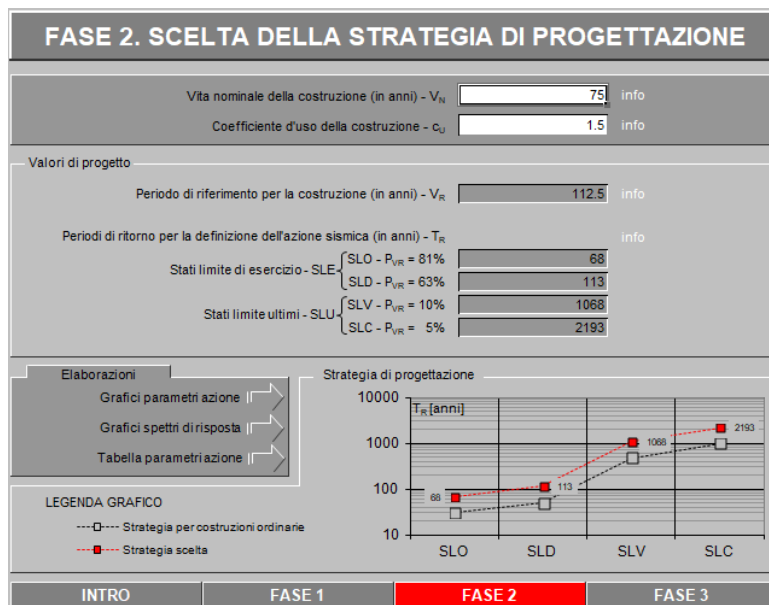 FASE 2. SCELTA DELLA STRATEGIA DI PROGETTAZIONE
Vita nominale della costruzione (in anni) - VN 75 info
Coefficiente d'uso della costruzione - cU 1.5 info
Valori di progetto
Periodo di riferimento per la costruzione (in anni) - VR 112.5 info
Periodi di ritorno per la definizione dell'azione sismica (in anni) - TR info
Stati limite di esercizio - SLE
SLO - PVR = 81% 68
SLD - PVR = 63% 113
Stati limite ultimi - SLU
SLV - PVR = 10% 1068
SLC - PVR = 5% 2193
Elaborazioni
Grafici parametri azione
Grafici spettri di risposta
Tabella parametri azione
LEGENDA GRAFICO
Strategia per costruzioni ordinarie
Strategia scelta
Strategia di progettazione
TR [anni]
10000
1000
100
10
68
113
1068
2193
SLO SLD SLV SLC
INTRO FASE 1 FASE 2 FASE 3